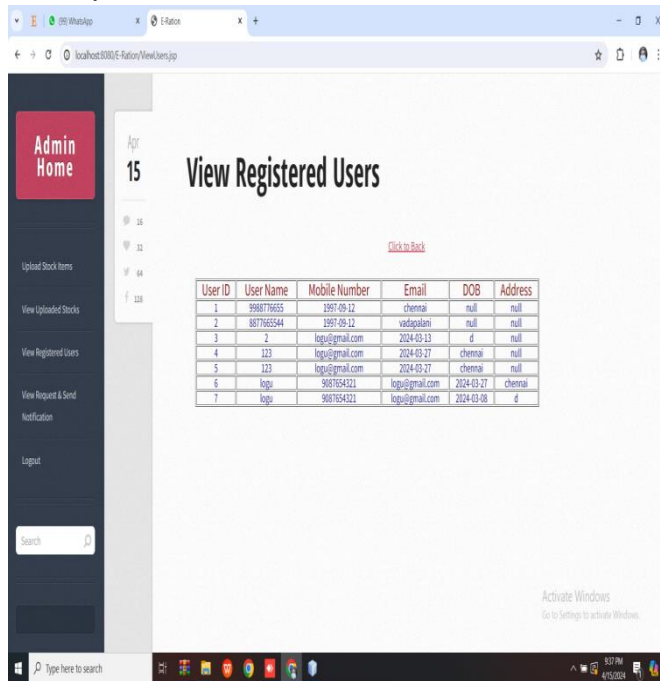 (99) WhatsApp
E-Ration
localhost:8080/E-Ration/ViewUsers.jsp
Admin
Home
Upload Stock Items
View Uploaded Stocks
View Registered Users
View Request & Send
Notification
Logout
Search
Apr
15
16
32
64
128
View Registered Users
Click to Back
User ID User Name Mobile Number Email DOB Address
1 9988776655 1997-09-12 chennai null null
2 8877665544 1997-09-12 vadapalani null null
3 2 logu@gmail.com 2024-03-13 d null
4 123 logu@gmail.com 2024-03-27 chennai null
5 123 logu@gmail.com 2024-03-27 chennai null
6 logu 9087654321 logu@gmail.com 2024-03-27 chennai
7 logu 9087654321 logu@gmail.com 2024-03-08 d
Activate Windows
Go to Settings to activate Windows.
Type here to search
9:37 PM
4/15/2024